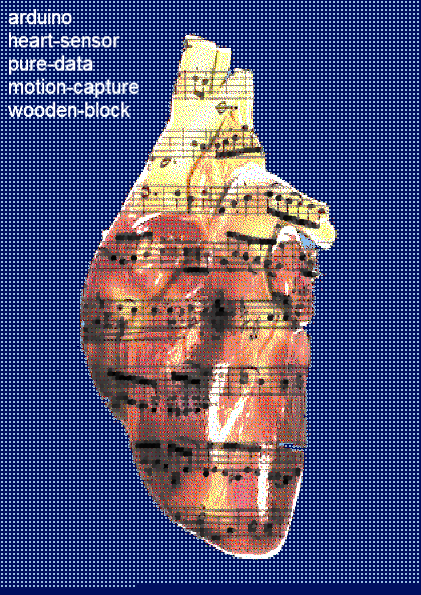 arduino
heart-sensor
pure-data
motion-capture
wooden-block